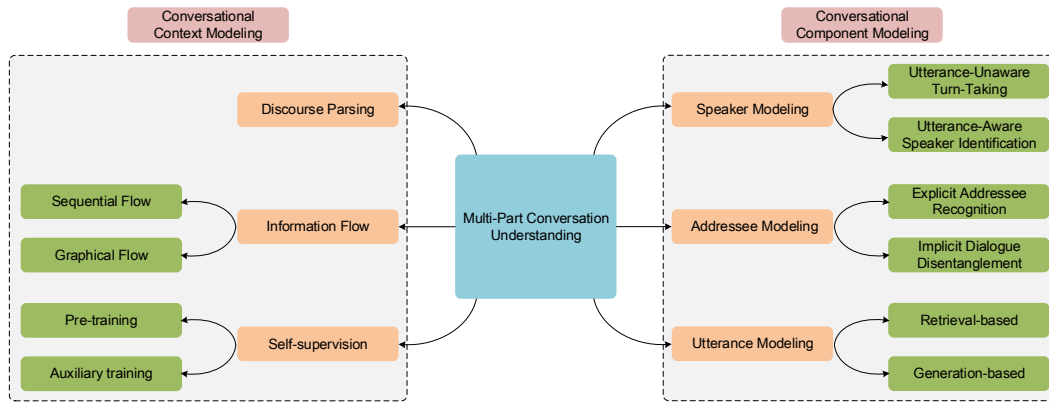 Conversational
Context Modeling
Discourse Parsing
Sequential Flow
Information Flow
Graphical Flow
Pre-training
Self-supervision
Auxiliary training
Multi-Part Conversation
Understanding
Conversational
Component Modeling
Speaker Modeling
Utterance-Unaware
Turn-Taking
Utterance-Aware
Speaker Identification
Addressee Modeling
Explicit Addressee
Recognition
Implicit Dialogue
Disentanglement
Utterance Modeling
Retrieval-based
Generation-based